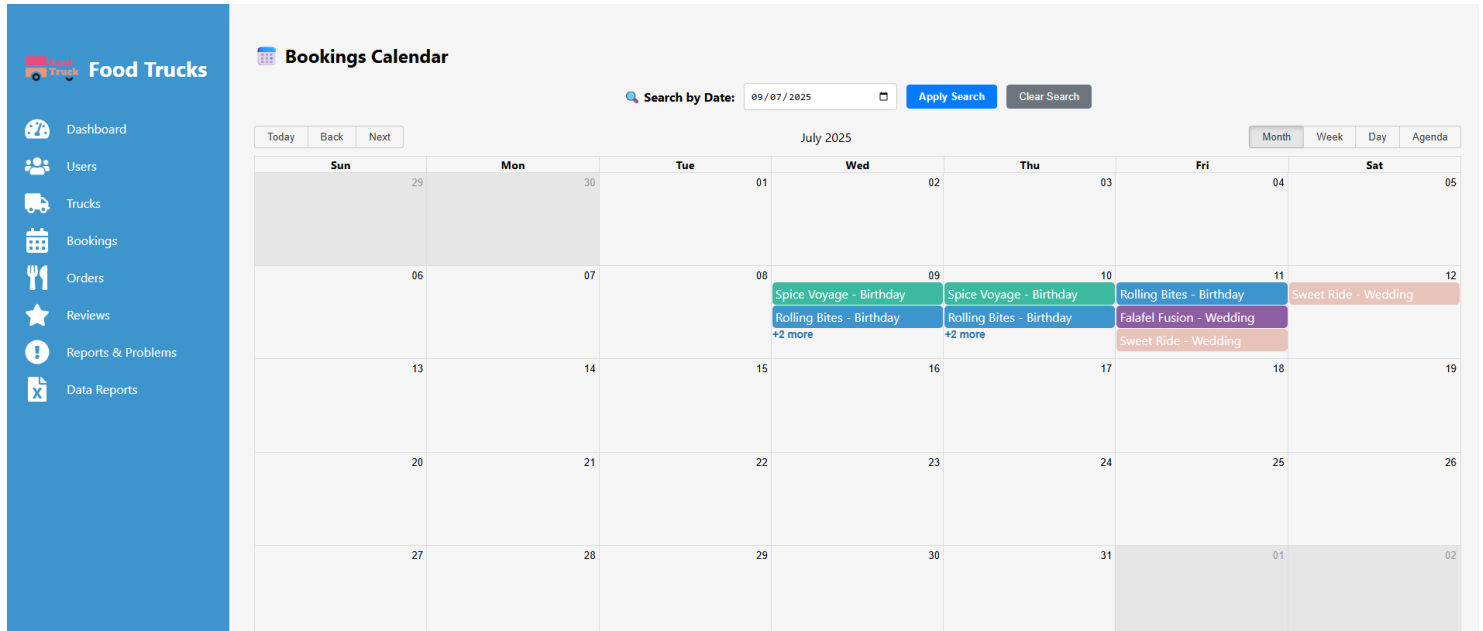 Food
Truck
Food Trucks
Dashboard
Users
Trucks
Bookings
Orders
Reviews
Reports & Problems
Data Reports
Bookings Calendar
Search by Date: 09/07/2025 Apply Search Clear Search
Today Back Next July 2025 Month Week Day Agenda
Sun Mon Tue Wed Thu Fri Sat
29 30 01 02 03 04 05
06 07 08 09 10 11 12
Spice Voyage - Birthday Spice Voyage - Birthday Rolling Bites - Birthday Sweet Ride - Wedding
Rolling Bites - Birthday Rolling Bites - Birthday Falafel Fusion - Wedding
+2 more +2 more Sweet Ride - Wedding
13 14 15 16 17 18 19
20 21 22 23 24 25 26
27 28 29 30 31 01 02